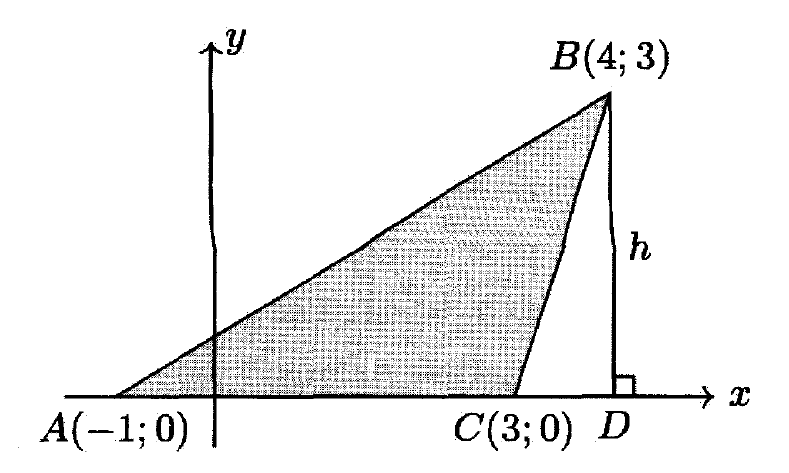 y
B(4; 3)
h
x
A(−1; 0)
C(3; 0)
D